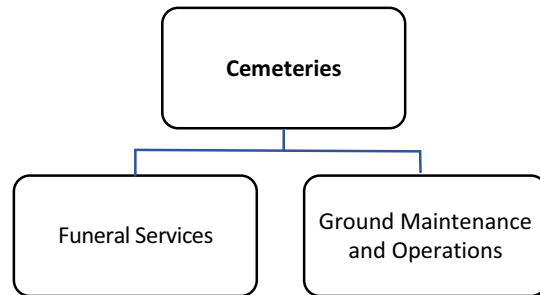 Cemeteries
Funeral Services
Ground Maintenance
and Operations